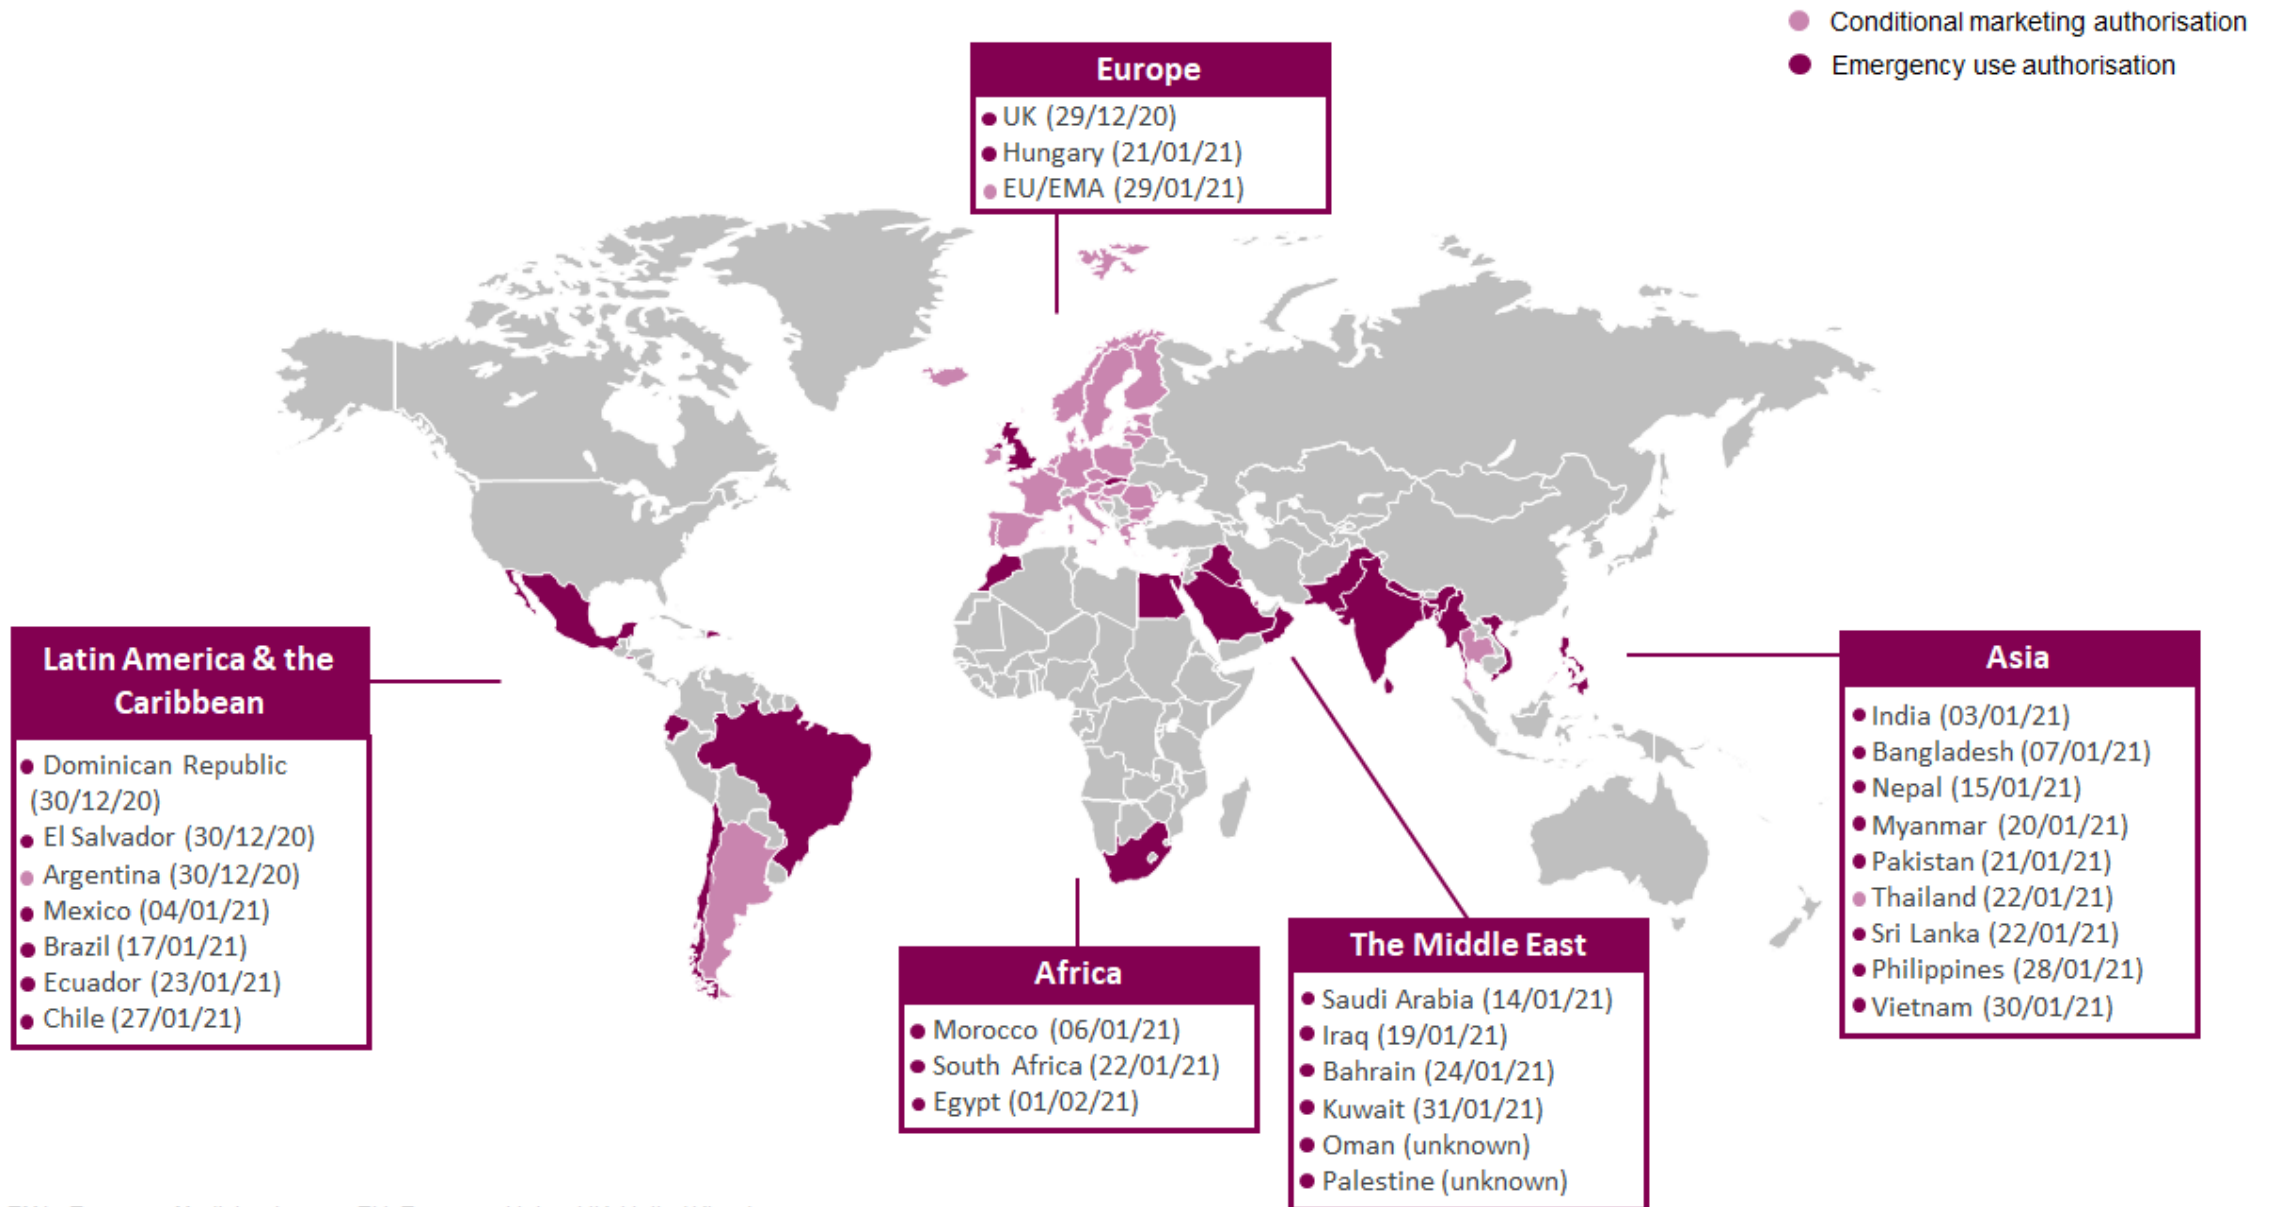 Conditional marketing authorisation
Emergency use authorisation
Europe
UK (29/12/20)
Hungary (21/01/21)
EU/EMA (29/01/21)
Latin America & the
Caribbean
Dominican Republic
(30/12/20)
El Salvador (30/12/20)
Argentina (30/12/20)
Mexico (04/01/21)
Brazil (17/01/21)
Ecuador (23/01/21)
Chile (27/01/21)
Africa
Morocco (06/01/21)
South Africa (22/01/21)
Egypt (01/02/21)
The Middle East
Saudi Arabia (14/01/21)
Iraq (19/01/21)
Bahrain (24/01/21)
Kuwait (31/01/21)
Oman (unknown)
Palestine (unknown)
Asia
India (03/01/21)
Bangladesh (07/01/21)
Nepal (15/01/21)
Myanmar (20/01/21)
Pakistan (21/01/21)
Thailand (22/01/21)
Sri Lanka (22/01/21)
Philippines (28/01/21)
Vietnam (30/01/21)